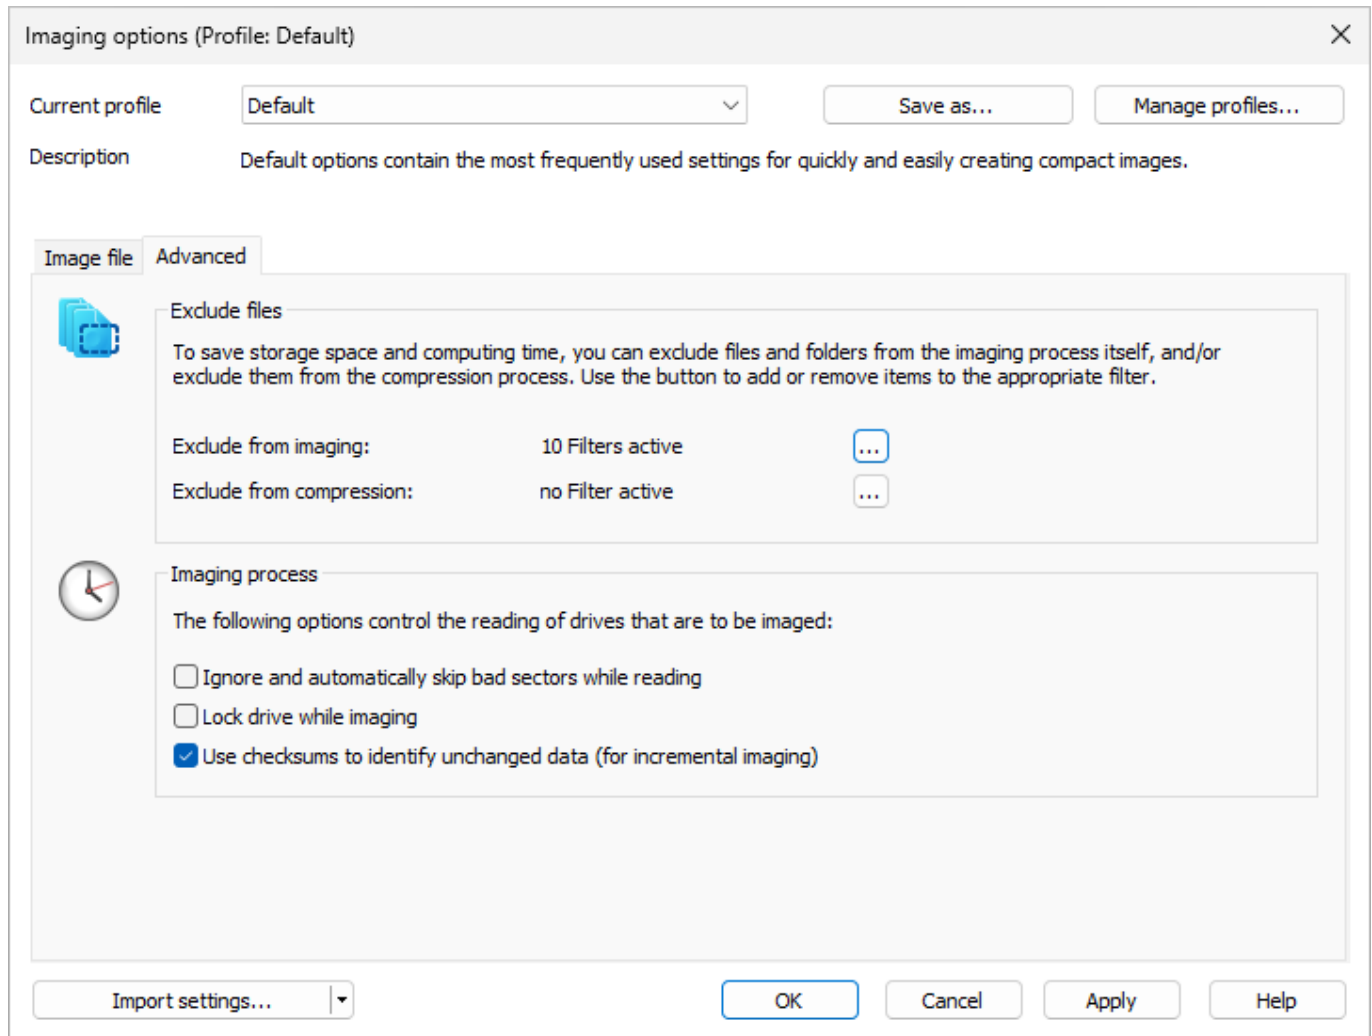 Imaging options (Profile: Default)
Current profile
Default
Save as...
Manage profiles...
Description
Default options contain the most frequently used settings for quickly and easily creating compact images.
Image file
Advanced
Exclude files
To save storage space and computing time, you can exclude files and folders from the imaging process itself, and/or
exclude them from the compression process. Use the button to add or remove items to the appropriate filter.
Exclude from imaging:
10 Filters active
...
Exclude from compression:
no Filter active
...
Imaging process
The following options control the reading of drives that are to be imaged:
Ignore and automatically skip bad sectors while reading
Lock drive while imaging
Use checksums to identify unchanged data (for incremental imaging)
Import settings...
OK
Cancel
Apply
Help